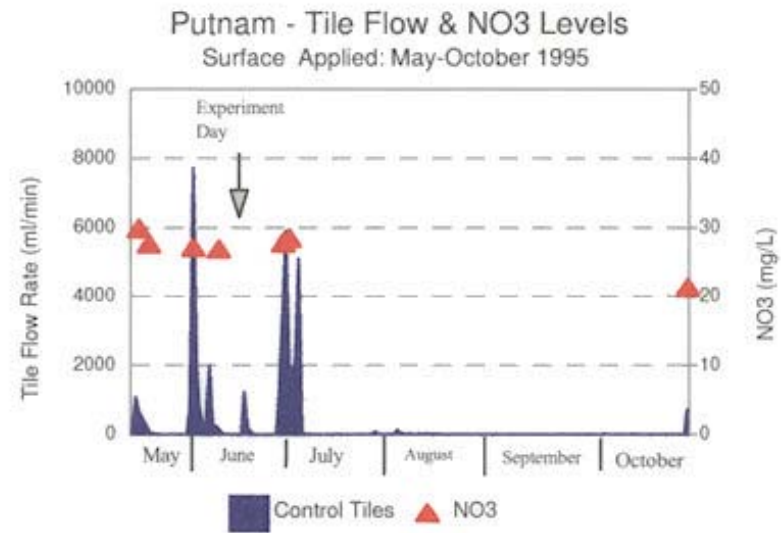 Putnam - Tile Flow & NO3 Levels
Surface Applied: May-October 1995
Tile Flow Rate (ml/min)
10000
8000
6000
4000
2000
0
Experiment
Day
50
40
30
20
10
0
NO3 (mg/L)
May June July August September October
Control Tiles NO3